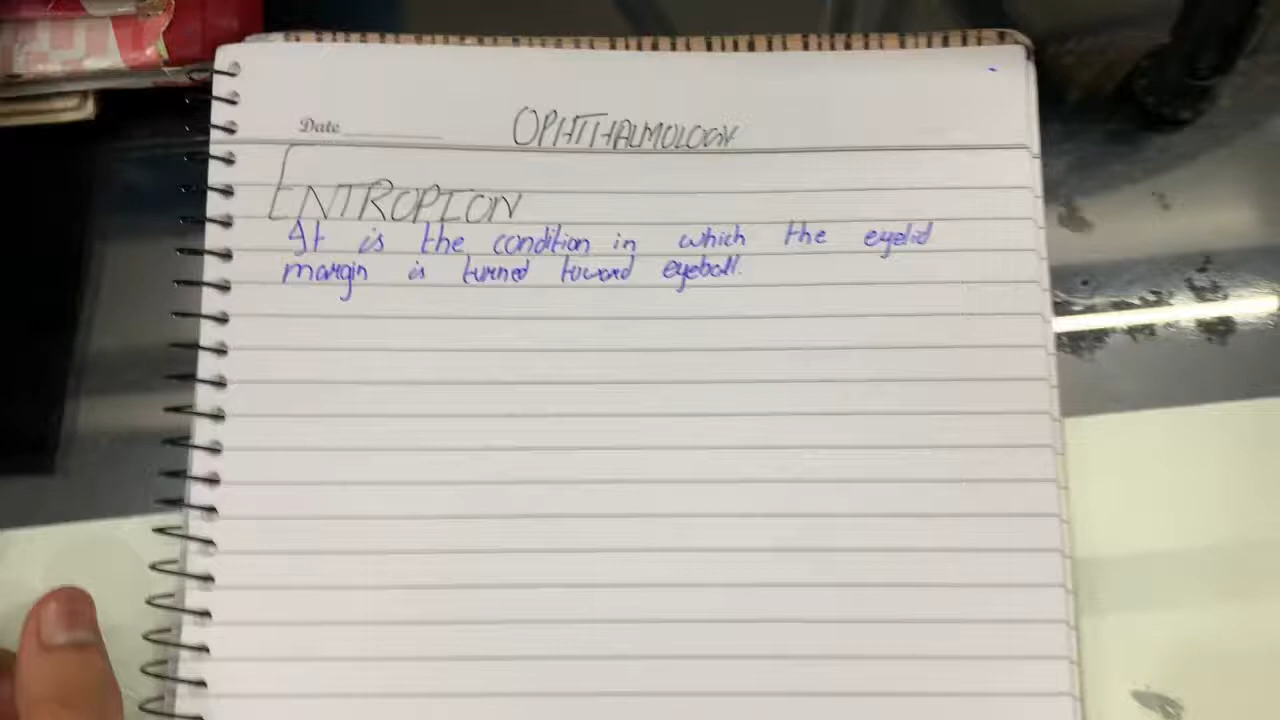 Date
OPHTHALMOLOGY
ENTROPION
It is the condition in which the eyelid
margin is turned toward eyeball.